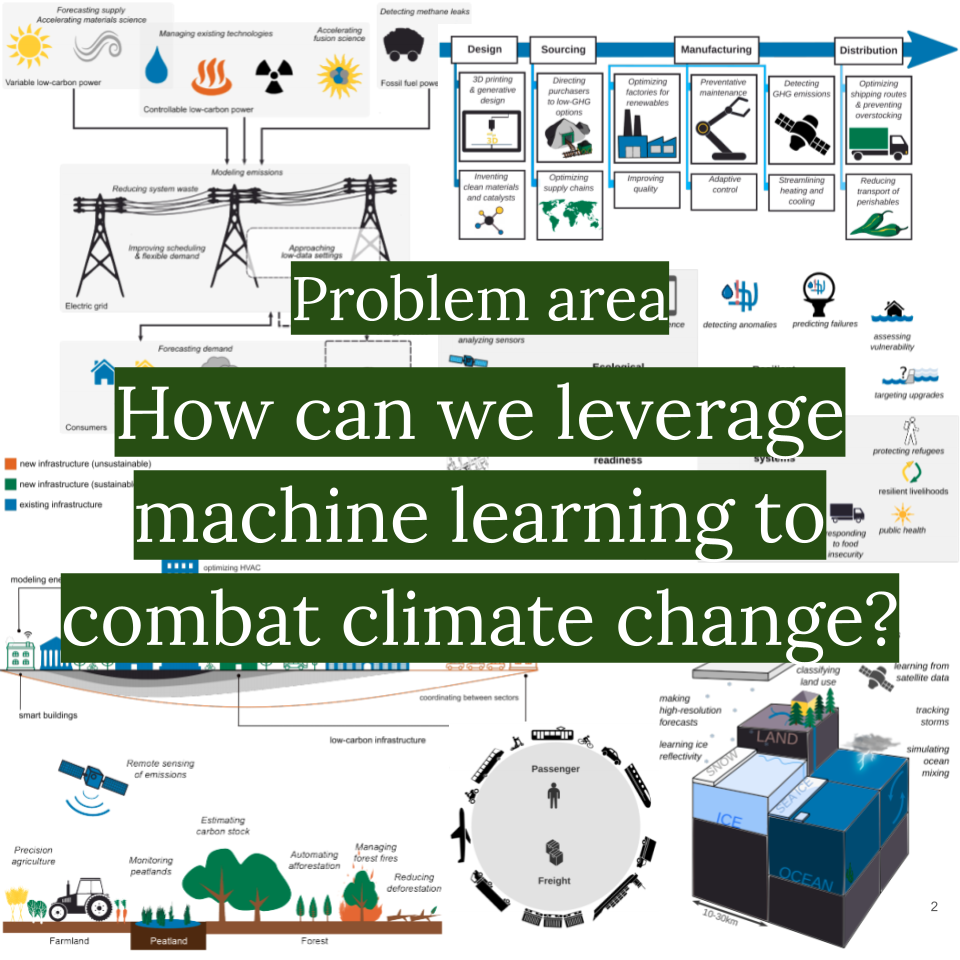 Forecasting supply
Accelerating materials science
Variable low-carbon power
Managing existing technologies
Controllable low-carbon power
Accelerating
fusion science
Detecting methane leaks
Fossil fuel powe
Modeling emissions
Reducing system waste
Improving scheduling
& flexible demand
Approaching
low-data settings
Electric grid
Forecasting demand
Consumers
new infrastructure (unsustainable)
new infrastructure (sustainable
existing infrastructure
Design
Sourcing
Manufacturing
Distribution
3D printing
& generative
design
Directing
purchasers
to low-GHG
options
Optimizing
factories for
renewables
Preventative
maintenance
Detecting
GHG emissions
Optimizing
shipping routes
& preventing
overstocking
Inventing
clean materials
and catalysts
Optimizing
supply chains
Improving
quality
Adaptive
control
Streamlining
heating and
cooling
Reducing
transport of
perishables
Problem area
How can we leverage
machine learning to
combat climate change?
analyzing sensors
Ecological
readiness
systems
detecting anomalies
predicting failures
assessing
vulnerability
targeting upgrades
protecting refugees
resilient livelihoods
public health
responding
to food
insecurity
optimizing HVAC
modeling ene
smart buildings
coordinating between sectors
low-carbon infrastructure
Remote sensing
of emissions
Precision
agriculture
Monitoring
peatlands
Estimating
carbon stock
Automating
afforestation
Managing
forest fires
Reducing
deforestation
Farmland
Peatland
Forest
Passenger
Freight
classifying
land use
learning from
satellite data
making
high-resolution
forecasts
tracking
storms
learning ice
reflectivity
simulating
ocean
mixing
LAND
SNOW
ICE
SEA ICE
OCEAN
10-30km
2